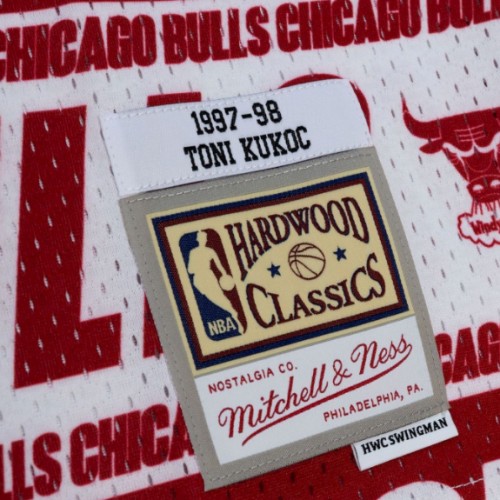 CHICAGO BULLS CHICAGO
1997-98
TONI KUKOC
HARDWOOD
CLASSICS
NBA
NOSTALGIA CO.
Mitchell & Ness
PHILADELPHIA, PA.
HWC SWINGMAN
Windy
CHICAGO
BULLS CHICAGO